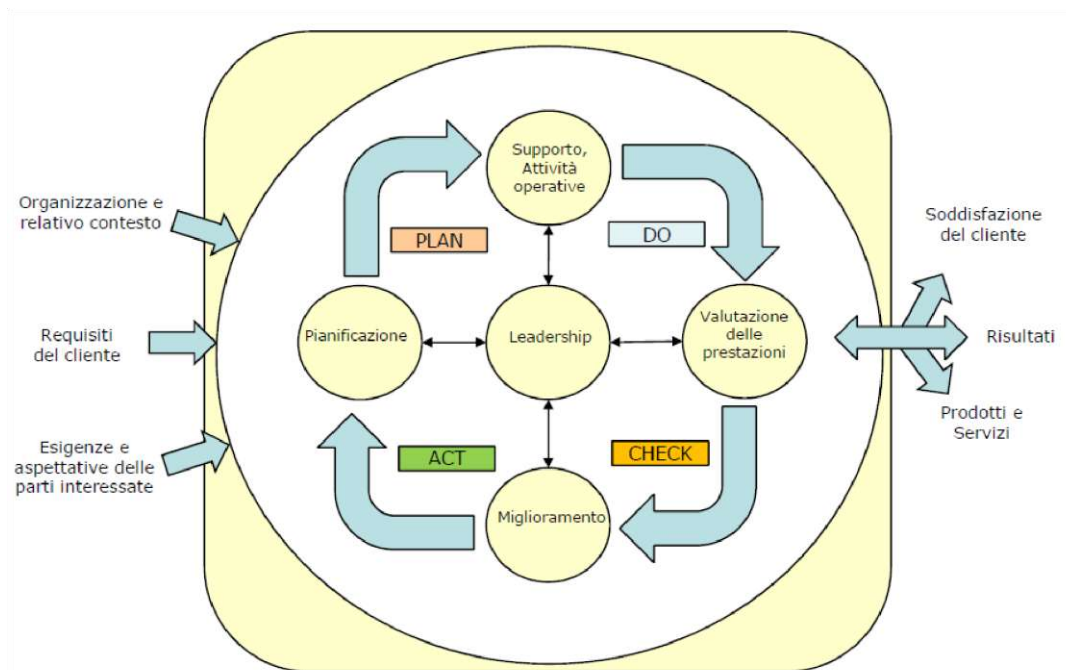 Supporto,
Attività
operative
Organizzazione e
relativo contesto
Soddisfazione
del cliente
PLAN
DO
Requisiti
del cliente
Pianificazione
Leadership
Valutazione
delle
prestazioni
Risultati
Prodotti e
Servizi
Esigenze e
aspettative delle
parti interessate
ACT
CHECK
Miglioramento